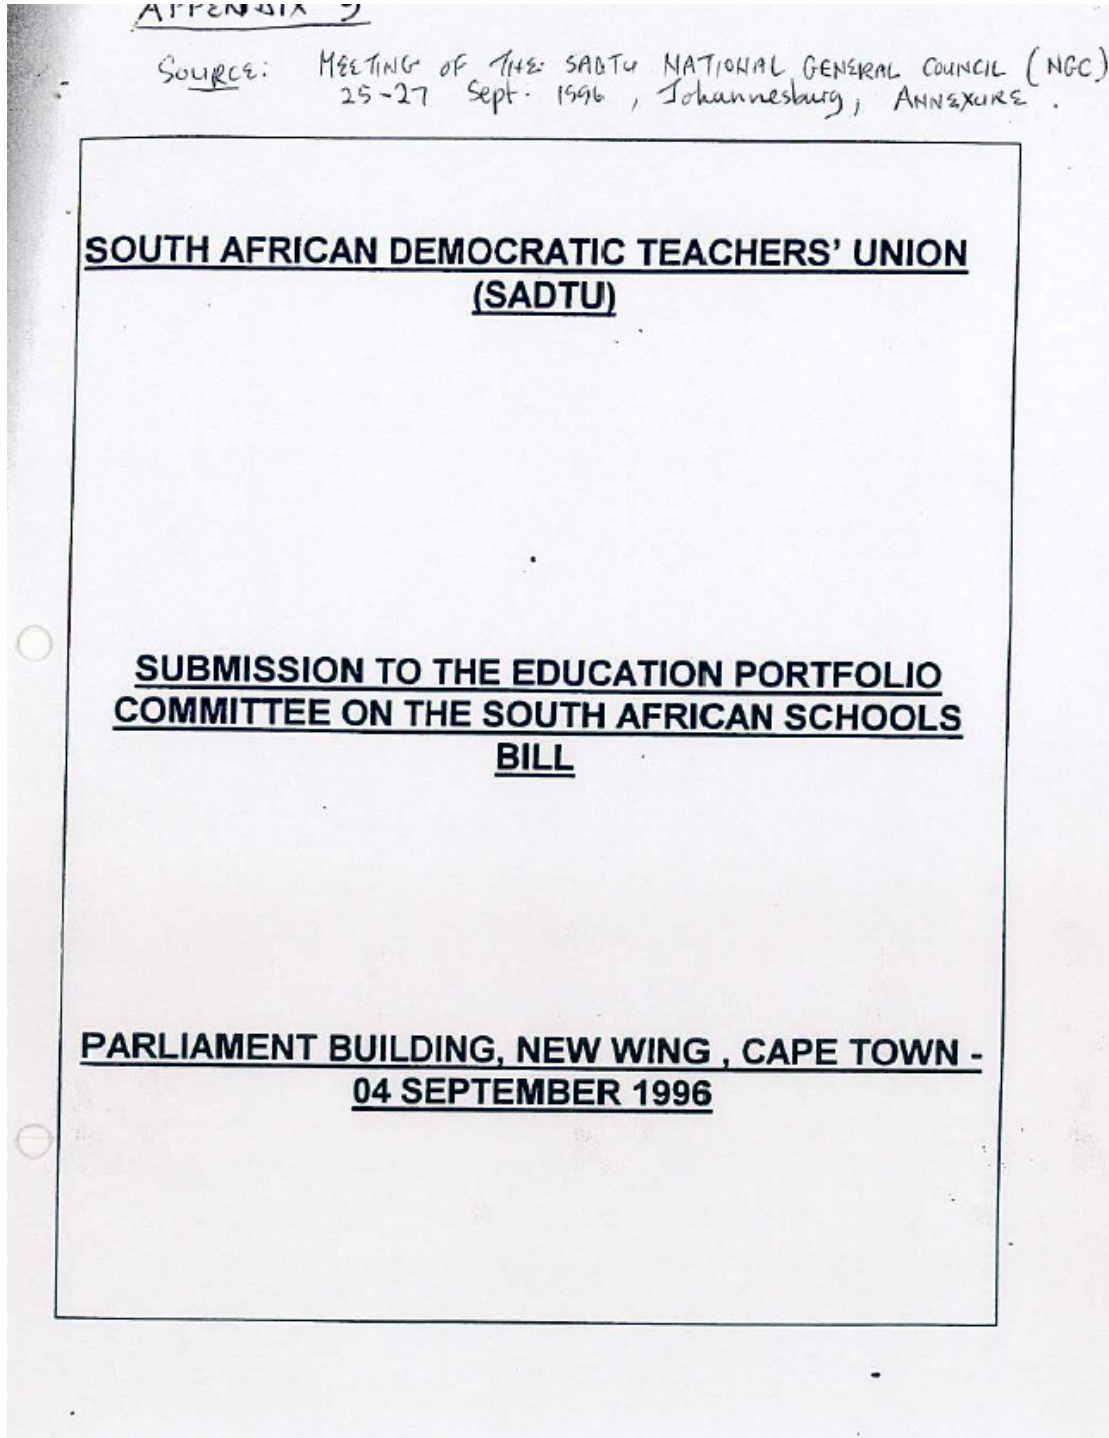 APPENDIX
SOURCE: MEETING OF THE SADTU NATIONAL GENERAL COUNCIL (NGC)
25-27 Sept. 1996, Johannesburg, ANNEXURE.
SOUTH AFRICAN DEMOCRATIC TEACHERS' UNION
(SADTU)
SUBMISSION TO THE EDUCATION PORTFOLIO
COMMITTEE ON THE SOUTH AFRICAN SCHOOLS
BILL
PARLIAMENT BUILDING, NEW WING , CAPE TOWN -
04 SEPTEMBER 1996